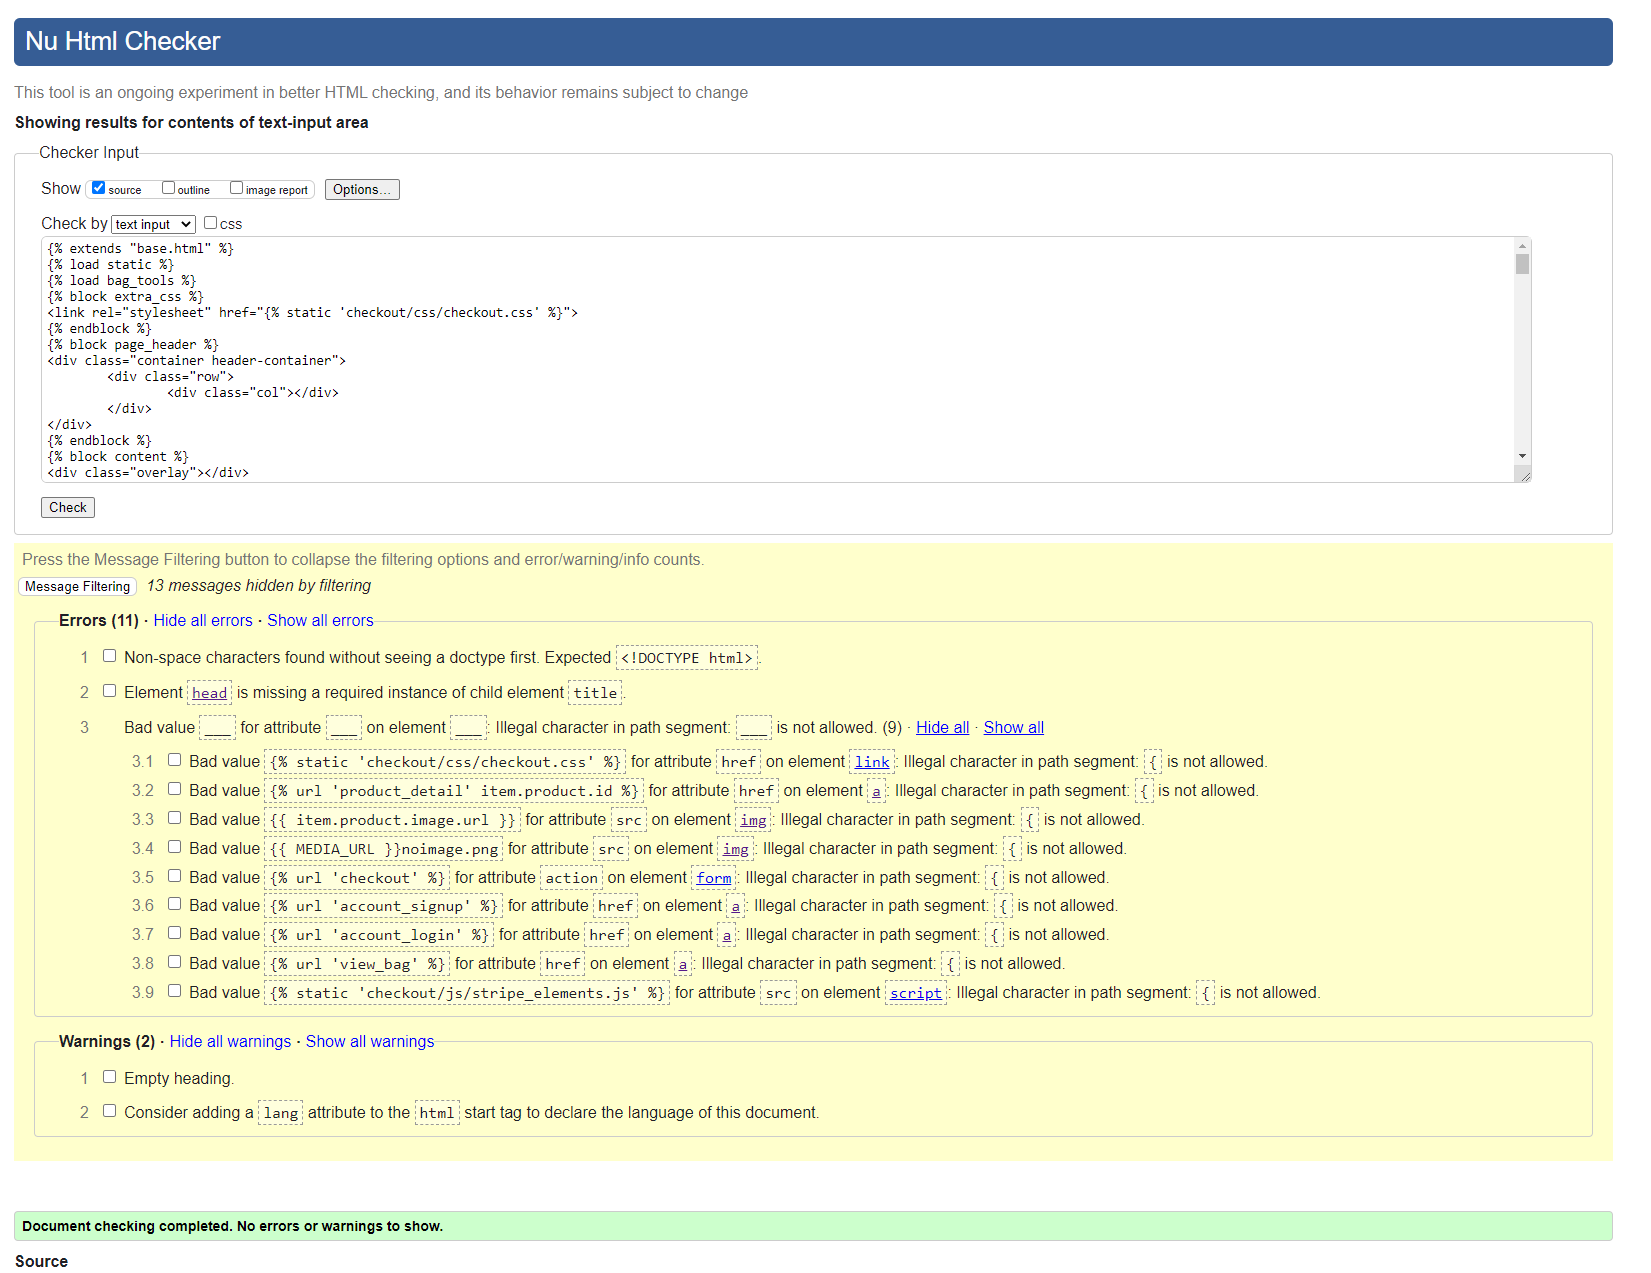 Nu Html Checker
This tool is an ongoing experiment in better HTML checking, and its behavior remains subject to change
Showing results for contents of text-input area
Checker Input
Show source outline image report Options...
Check by text input css
{% extends "base.html" %}
{% load static %}
{% load bag_tools %}
{% block extra_css %}
<link rel="stylesheet" href="{% static 'checkout/css/checkout.css' %}">
{% endblock %}
{% block page_header %}
<div class="container header-container">
<div class="row">
<div class="col"></div>
</div>
</div>
{% endblock %}
{% block content %}
<div class="overlay"></div>
Check
Press the Message Filtering button to collapse the filtering options and error/warning/info counts.
Message Filtering 13 messages hidden by filtering
Errors (11) · Hide all errors · Show all errors
1 Non-space characters found without seeing a doctype first. Expected <!DOCTYPE html>.
2 Element head is missing a required instance of child element title.
3 Bad value ___ for attribute ___ on element ___: Illegal character in path segment: ___ is not allowed. (9) · Hide all · Show all
3.1 Bad value {% static 'checkout/css/checkout.css' %} for attribute href on element link: Illegal character in path segment: { is not allowed.
3.2 Bad value {% url 'product_detail' item.product.id %} for attribute href on element a: Illegal character in path segment: { is not allowed.
3.3 Bad value {{ item.product.image.url }} for attribute src on element img: Illegal character in path segment: { is not allowed.
3.4 Bad value {{ MEDIA_URL }}noimage.png for attribute src on element img: Illegal character in path segment: { is not allowed.
3.5 Bad value {% url 'checkout' %} for attribute action on element form: Illegal character in path segment: { is not allowed.
3.6 Bad value {% url 'account_signup' %} for attribute href on element a: Illegal character in path segment: { is not allowed.
3.7 Bad value {% url 'account_login' %} for attribute href on element a: Illegal character in path segment: { is not allowed.
3.8 Bad value {% url 'view_bag' %} for attribute href on element a: Illegal character in path segment: { is not allowed.
3.9 Bad value {% static 'checkout/js/stripe_elements.js' %} for attribute src on element script: Illegal character in path segment: { is not allowed.
Warnings (2) · Hide all warnings · Show all warnings
1 Empty heading.
2 Consider adding a lang attribute to the html start tag to declare the language of this document.
Document checking completed. No errors or warnings to show.
Source